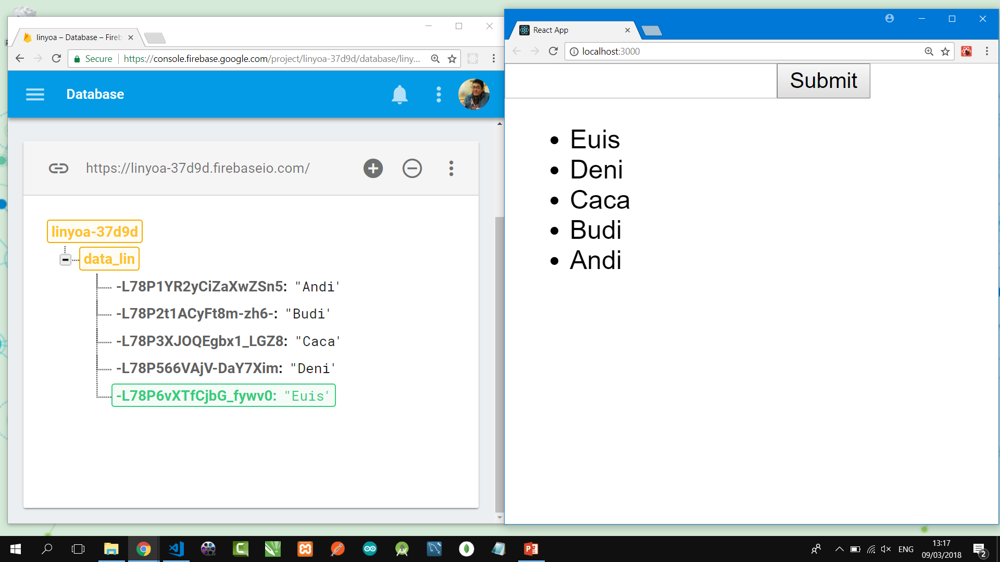 linyoa – Database – Fireb
Secure
https://console.firebase.google.com/project/linyoa-37d9d/database/liny...
Database
https://linyoa-37d9d.firebaseio.com/
linyoa-37d9d
data_lin
-L78P1YR2yCiZaXwZSn5: "Andi"
-L78P2t1ACyFt8m-zh6-: "Budi"
-L78P3XJOQEgbx1_LGZ8: "Caca"
-L78P566VAjV-DaY7Xim: "Deni"
-L78P6vXTfCjbG_fywv0: "Euis"
React App
localhost:3000
Submit
Euis
Deni
Caca
Budi
Andi
ENG
13:17
09/03/2018
2